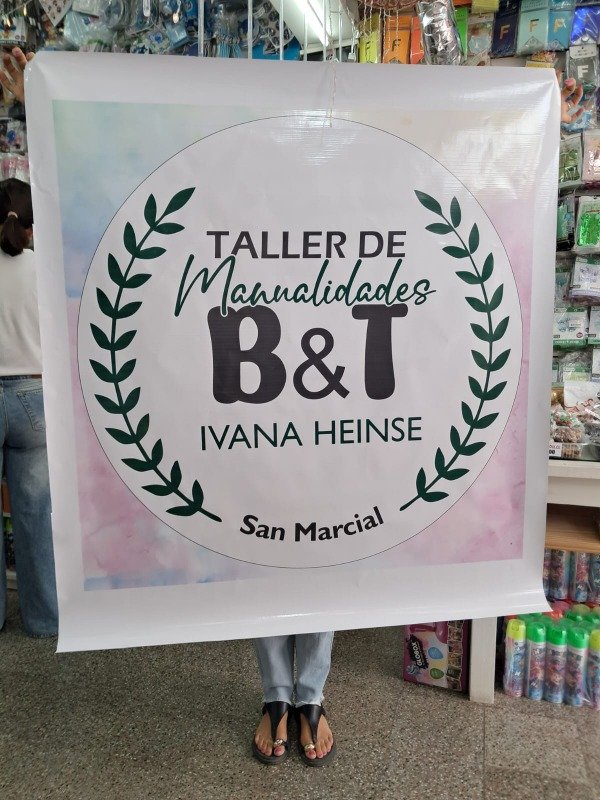 TALLER DE
Manualidades
B&T
IVANA HEINSE
San Marcial